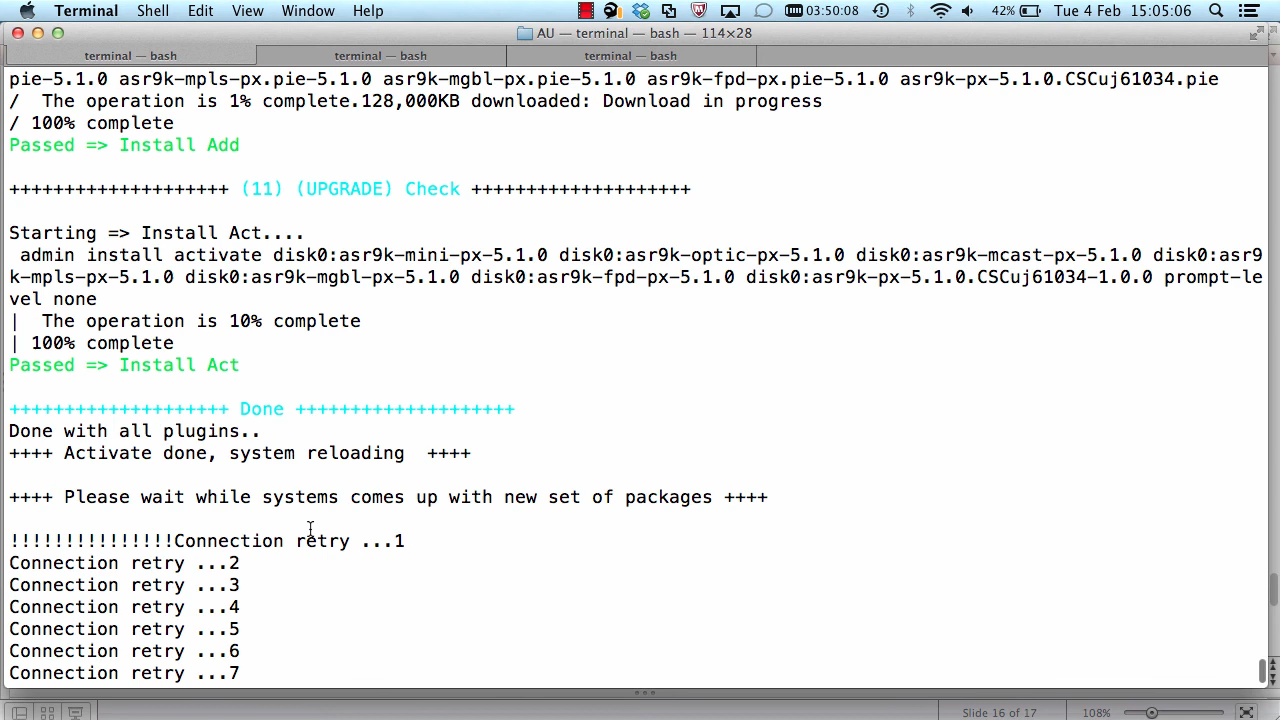 Terminal Shell Edit View Window Help 03:50:08 42% Tue 4 Feb 15:05:06
AU — terminal — bash — 114×28
terminal — bash terminal — bash terminal — bash
pie-5.1.0 asr9k-mpls-px.pie-5.1.0 asr9k-mgbl-px.pie-5.1.0 asr9k-fpd-px.pie-5.1.0 asr9k-px-5.1.0.CSCuj61034.pie
/  The operation is 1% complete.128,000KB downloaded: Download in progress
/ 100% complete
Passed => Install Add
++++++++++++++++++++ (11) (UPGRADE) Check ++++++++++++++++++++
Starting => Install Act....
admin install activate disk0:asr9k-mini-px-5.1.0 disk0:asr9k-optic-px-5.1.0 disk0:asr9k-mcast-px-5.1.0 disk0:asr9
k-mpls-px-5.1.0 disk0:asr9k-mgbl-px-5.1.0 disk0:asr9k-fpd-px-5.1.0 disk0:asr9k-px-5.1.0.CSCuj61034-1.0.0 prompt-le
vel none
|  The operation is 10% complete
| 100% complete
Passed => Install Act
++++++++++++++++++++ Done ++++++++++++++++++++
Done with all plugins..
++++ Activate done, system reloading  ++++
++++ Please wait while systems comes up with new set of packages ++++
!!!!!!!!!!!!!!!Connection retry ...1
Connection retry ...2
Connection retry ...3
Connection retry ...4
Connection retry ...5
Connection retry ...6
Connection retry ...7
Slide 16 of 17 108%